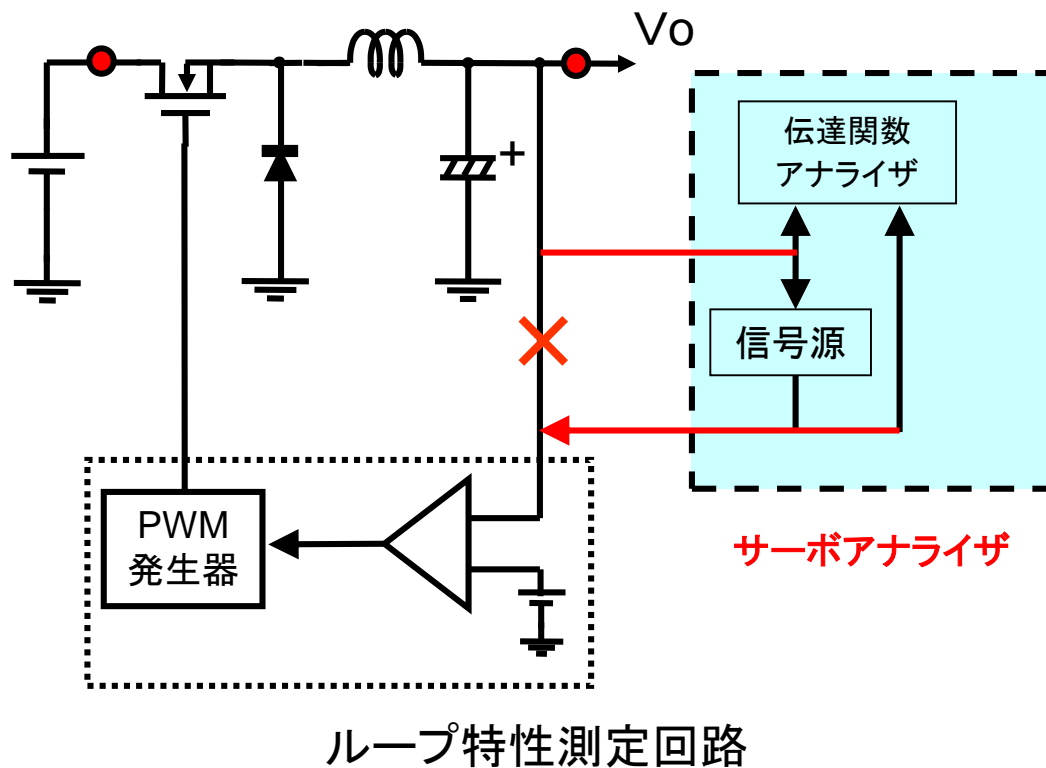 Vo
伝達関数
アナライザ
+
信号源
PWM
発生器
サーボアナライザ
ループ特性測定回路